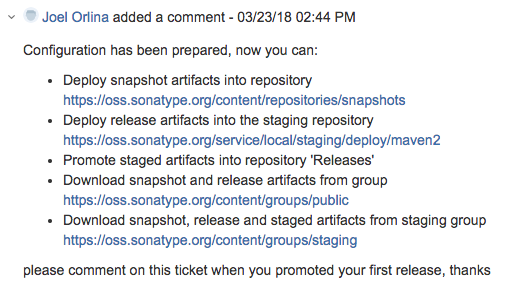 Joel Orlina added a comment - 03/23/18 02:44 PM
Configuration has been prepared, now you can:
• Deploy snapshot artifacts into repository
https://oss.sonatype.org/content/repositories/snapshots
• Deploy release artifacts into the staging repository
https://oss.sonatype.org/service/local/staging/deploy/maven2
• Promote staged artifacts into repository 'Releases'
• Download snapshot and release artifacts from group
https://oss.sonatype.org/content/groups/public
• Download snapshot, release and staged artifacts from staging group
https://oss.sonatype.org/content/groups/staging
please comment on this ticket when you promoted your first release, thanks